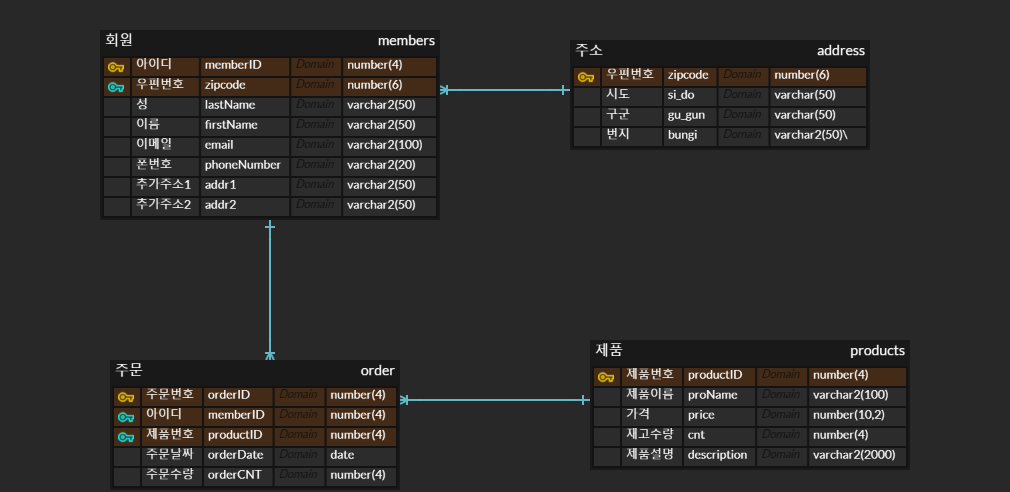 회원 members
아이디 memberID Domain number(4)
우편번호 zipcode Domain number(6)
성 lastName Domain varchar2(50)
이름 firstName Domain varchar2(50)
이메일 email Domain varchar2(100)
폰번호 phoneNumber Domain varchar2(20)
추가주소1 addr1 Domain varchar2(50)
추가주소2 addr2 Domain varchar2(50)
주소 address
우편번호 zipcode Domain number(6)
시도 si_do Domain varchar(50)
구군 gu_gun Domain varchar(50)
번지 bungi Domain varchar2(50)\
주문 order
주문번호 orderID Domain number(4)
아이디 memberID Domain number(4)
제품번호 productID Domain number(4)
주문날짜 orderDate Domain date
주문수량 orderCNT Domain number(4)
제품 products
제품번호 productID Domain number(4)
제품이름 proName Domain varchar2(100)
가격 price Domain number(10,2)
재고수량 cnt Domain number(4)
제품설명 description Domain varchar2(2000)